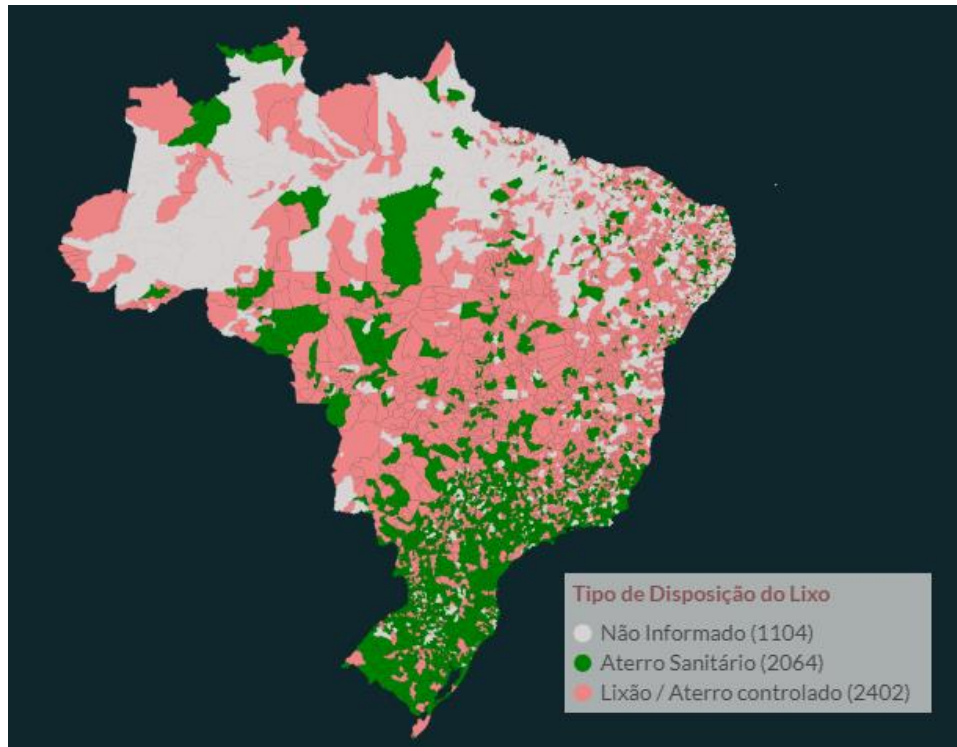 Tipo de Disposição do Lixo
Não Informado (1104)
Aterro Sanitário (2064)
Lixão / Aterro controlado (2402)